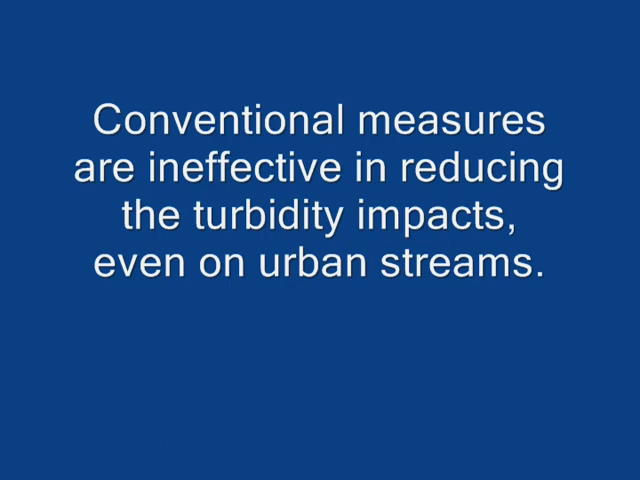 Conventional measures
are ineffective in reducing
the turbidity impacts,
even on urban streams.